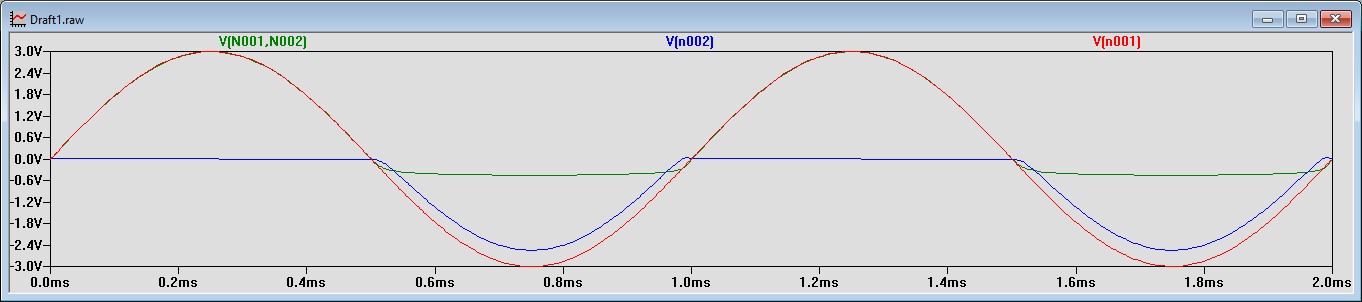 Draft1.raw
V(N001,N002) V(n002) V(n001)
3.0V
2.4V
1.8V
1.2V
0.6V
0.0V
-0.6V
-1.2V
-1.8V
-2.4V
-3.0V
0.0ms 0.2ms 0.4ms 0.6ms 0.8ms 1.0ms 1.2ms 1.4ms 1.6ms 1.8ms 2.0ms